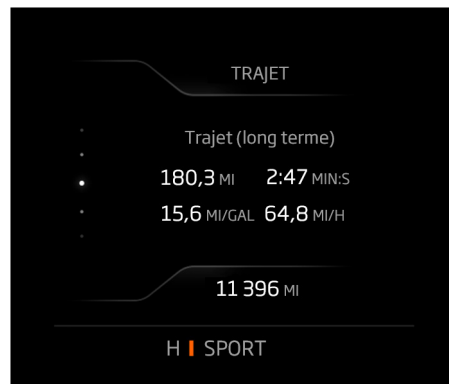 TRAJET
Trajet (long terme)
180,3 MI 2:47 MIN:S
15,6 MI/GAL 64,8 MI/H
11 396 MI
H SPORT